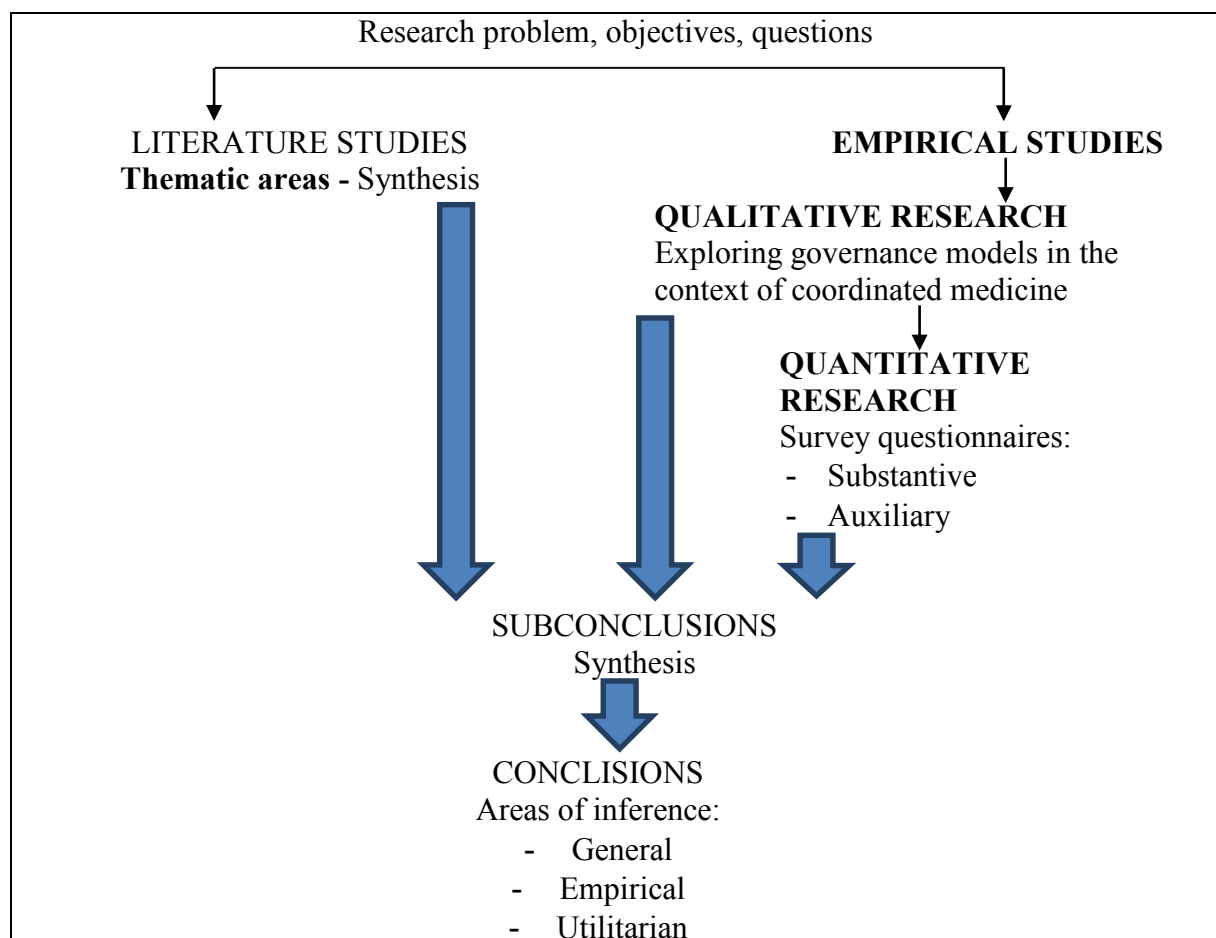 Research problem, objectives, questions
LITERATURE STUDIES
Thematic areas - Synthesis
EMPIRICAL STUDIES
QUALITATIVE RESEARCH
Exploring governance models in the
context of coordinated medicine
QUANTITATIVE
RESEARCH
Survey questionnaires:
- Substantive
- Auxiliary
SUBCONCLUSIONS
Synthesis
CONCLISIONS
Areas of inference:
- General
- Empirical
- Utilitarian